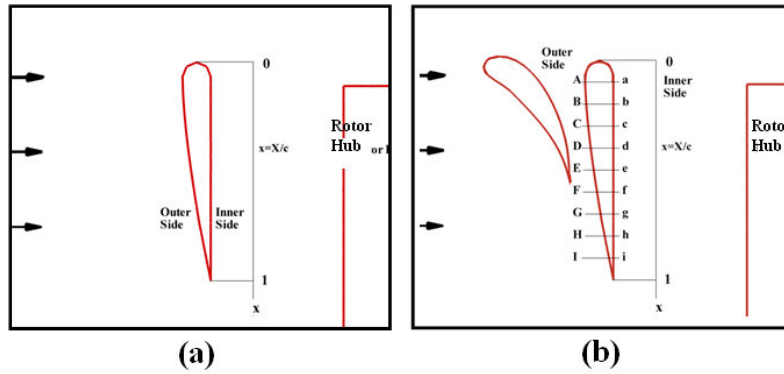 0
Rotor
Hub
x=X/c
or
Outer
Side
Inner
Side
1
x
(a)
Outer
Side
0
Inner
Side
A
a
B
b
C
c
D
d
x=X/c
Rotor
Hub
E
e
F
f
G
g
H
h
I
i
1
x
(b)